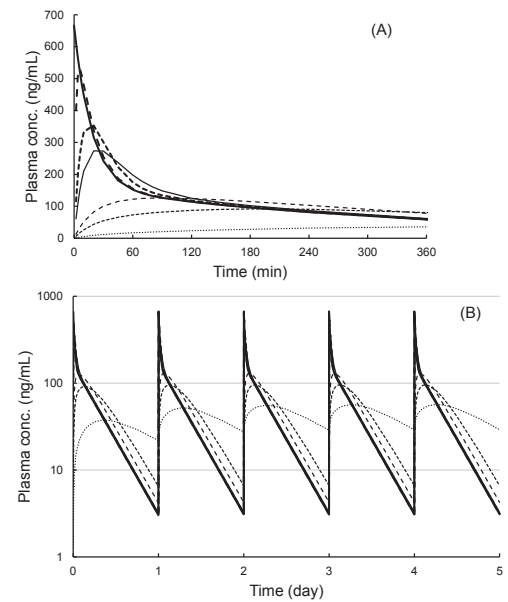 700
(A)
600
500
400
300
200
100
0
0 60 120 180 240 300 360
Plasma conc. (ng/mL)
Time (min)
1000
(B)
100
10
1
0 1 2 3 4 5
Plasma conc. (ng/mL)
Time (day)